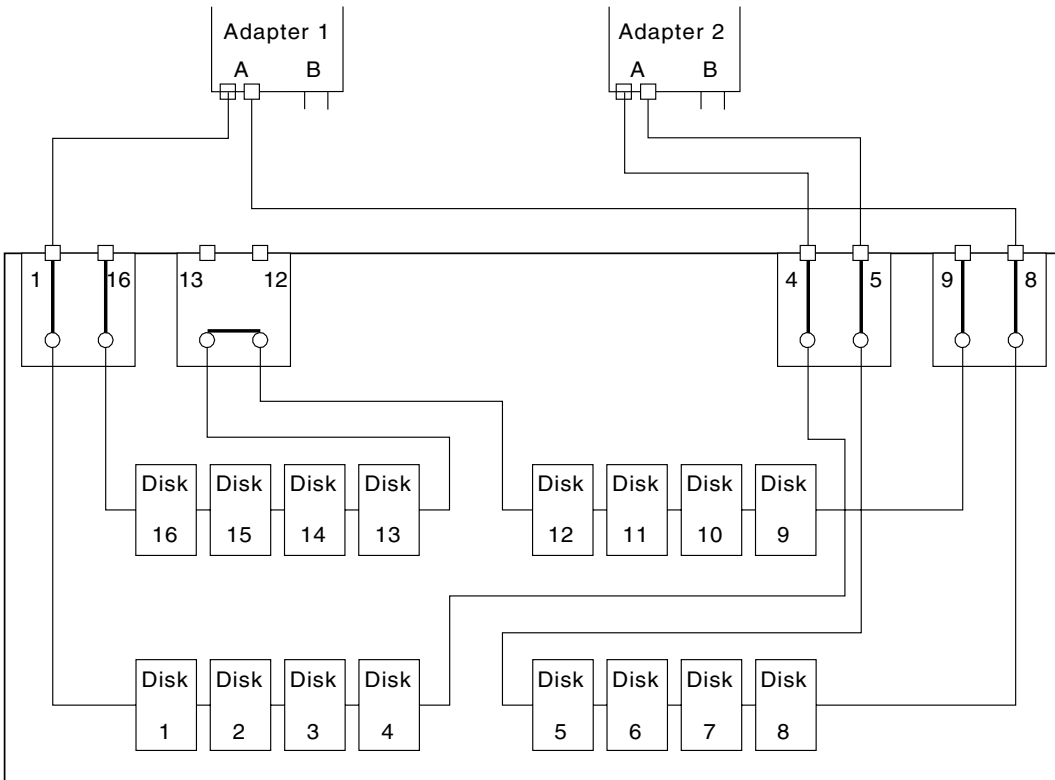 Adapter 1
Adapter 2
A B
A B
1 16
13 12
4 5
9 8
Disk Disk Disk Disk
16 15 14 13
Disk Disk Disk Disk
12 11 10 9
Disk Disk Disk Disk
1 2 3 4
Disk Disk Disk Disk
5 6 7 8